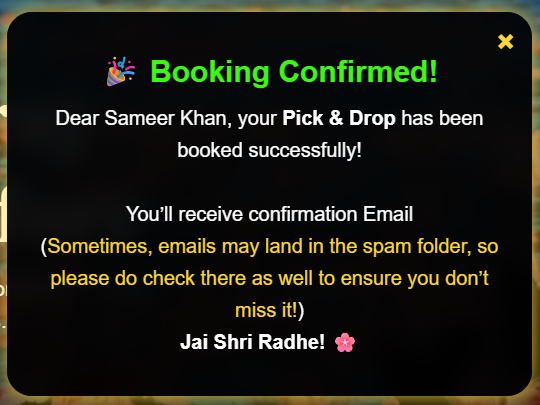 ✖
🎉 Booking Confirmed!
Dear Sameer Khan, your Pick & Drop has been
booked successfully!
You’ll receive confirmation Email
(Sometimes, emails may land in the spam folder, so
please do check there as well to ensure you don’t
miss it!)
Jai Shri Radhe! 🌸